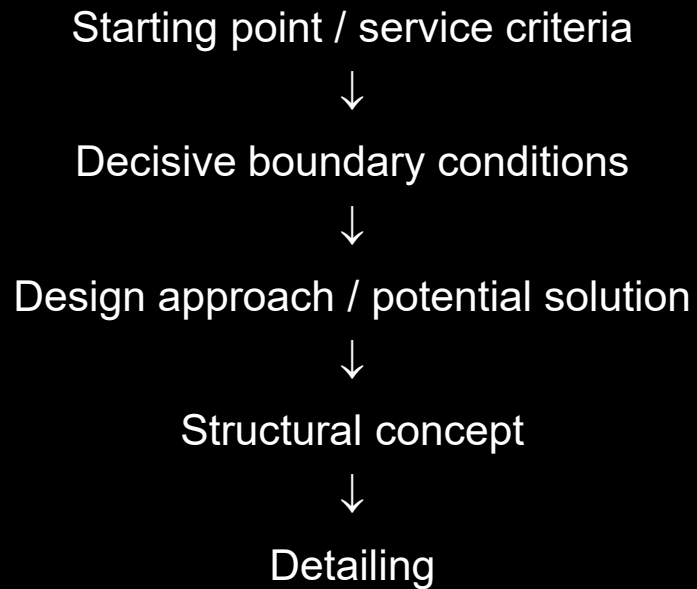 Starting point / service criteria
↓
Decisive boundary conditions
↓
Design approach / potential solution
↓
Structural concept
↓
Detailing